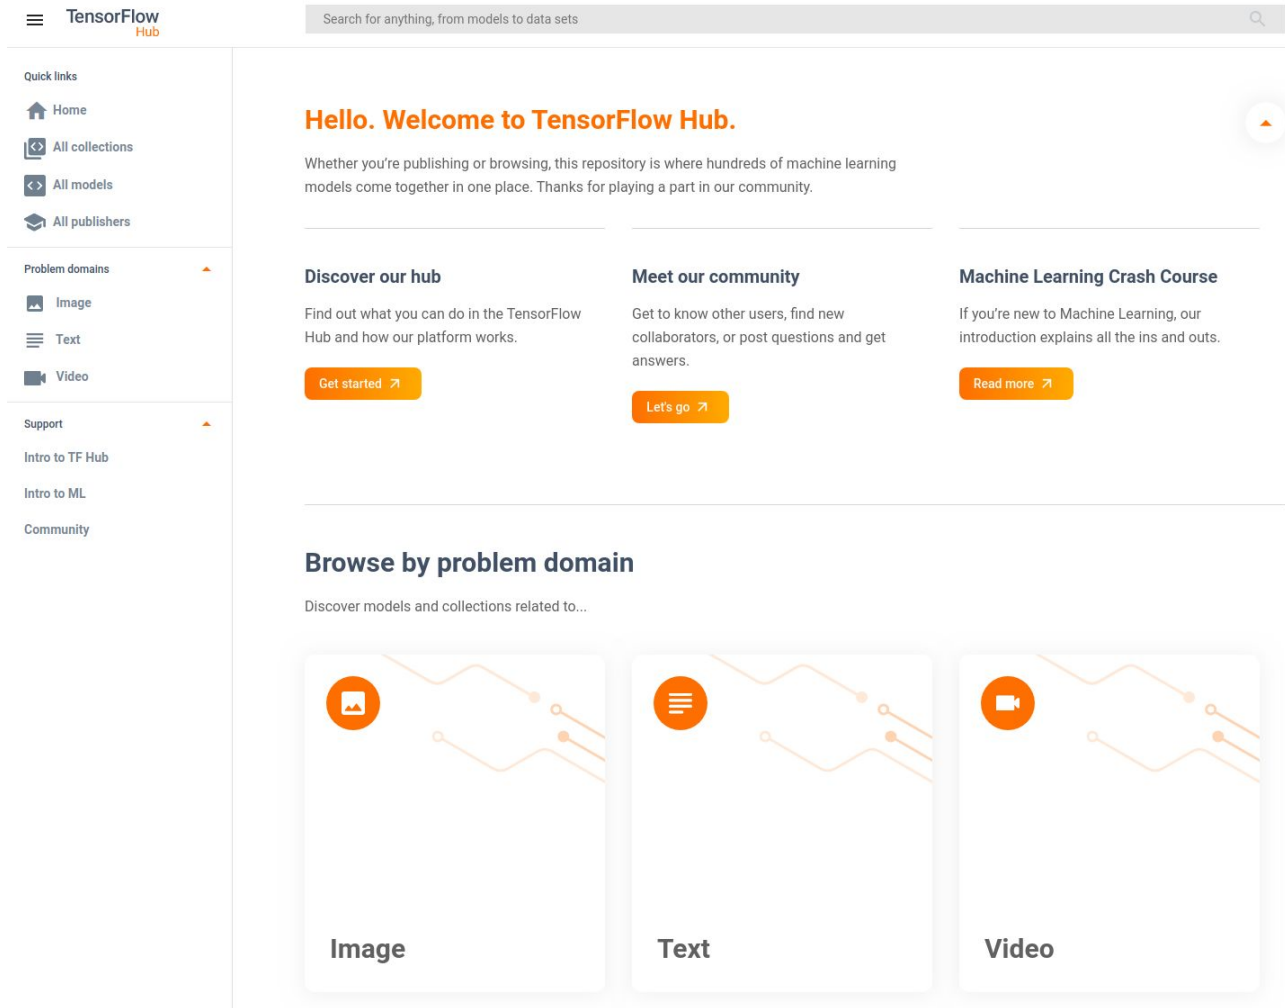 TensorFlow
Hub
Search for anything, from models to data sets
Quick links
Home
All collections
All models
All publishers
Problem domains
Image
Text
Video
Support
Intro to TF Hub
Intro to ML
Community
Hello. Welcome to TensorFlow Hub.
Whether you’re publishing or browsing, this repository is where hundreds of machine learning
models come together in one place. Thanks for playing a part in our community.
Discover our hub
Find out what you can do in the TensorFlow
Hub and how our platform works.
Get started
Meet our community
Get to know other users, find new
collaborators, or post questions and get
answers.
Let's go
Machine Learning Crash Course
If you’re new to Machine Learning, our
introduction explains all the ins and outs.
Read more
Browse by problem domain
Discover models and collections related to...
Image
Text
Video